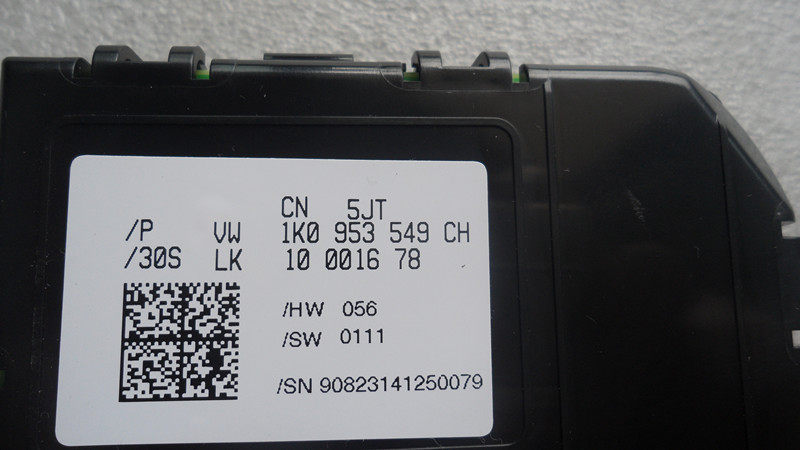 CN 5JT
/P VW 1K0 953 549 CH
/30S LK 10 0016 78
/HW 056
/SW 0111
/SN 90823141250079